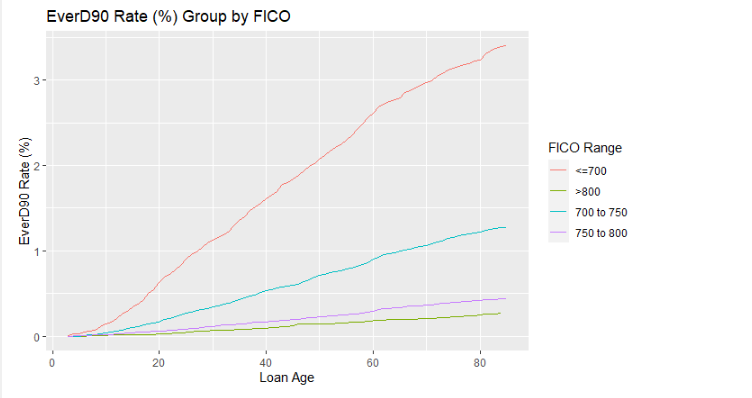 EverD90 Rate (%) Group by FICO
EverD90 Rate (%)
3
2
1
0
0 20 40 60 80
Loan Age
FICO Range
<=700
>800
700 to 750
750 to 800